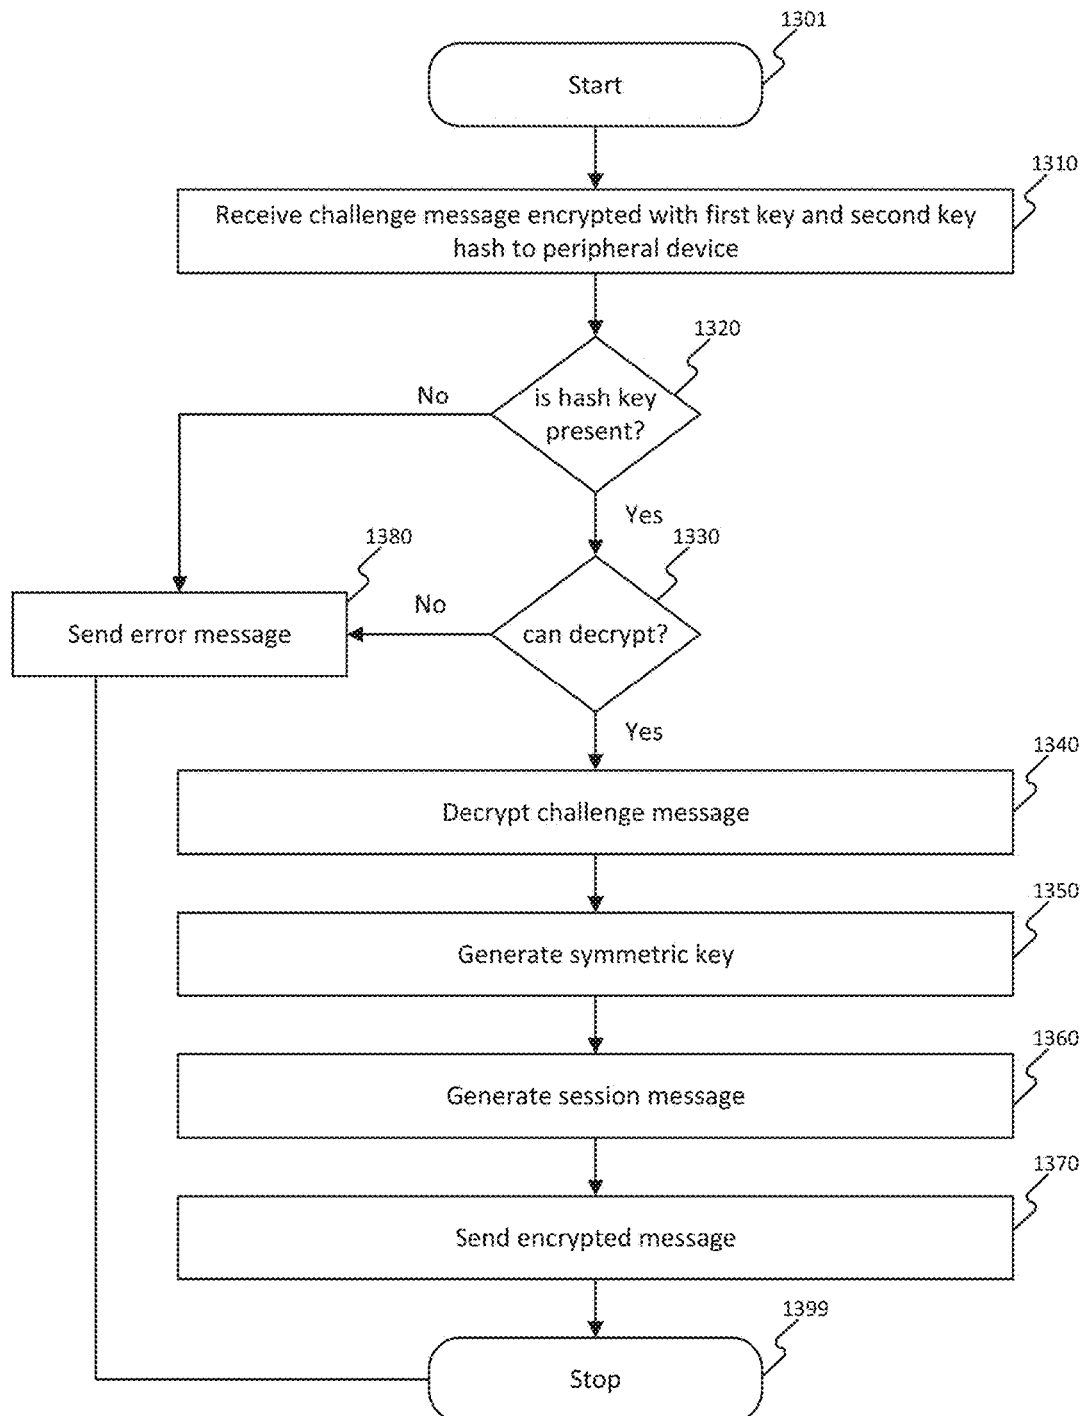 1301
Start
1310
Receive challenge message encrypted with first key and second key
hash to peripheral device
1320
No
is hash key
present?
Yes
1380
1330
Send error message
No
can decrypt?
Yes
1340
Decrypt challenge message
1350
Generate symmetric key
1360
Generate session message
1370
Send encrypted message
1399
Stop